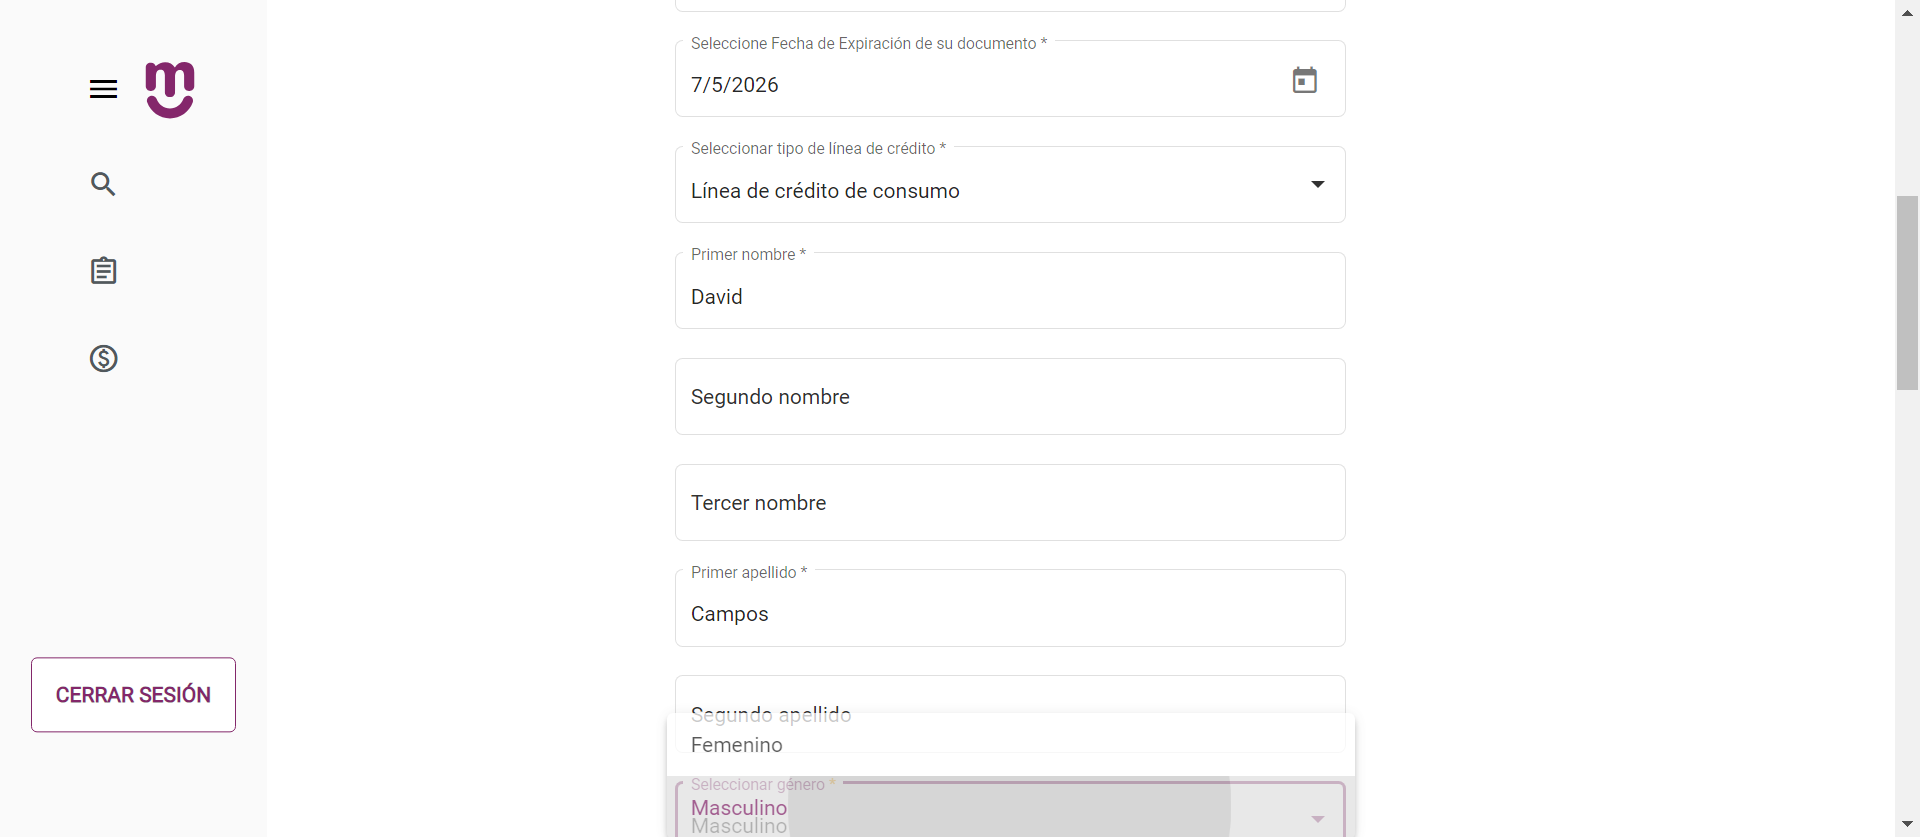 Seleccione Fecha de Expiración de su documento *
7/5/2026
Seleccionar tipo de línea de crédito *
Línea de crédito de consumo
Primer nombre *
David
Segundo nombre
Tercer nombre
Primer apellido *
Campos
CERRAR SESIÓN
Segundo apellido
Femenino
Seleccionar género *
Masculino
Masculino